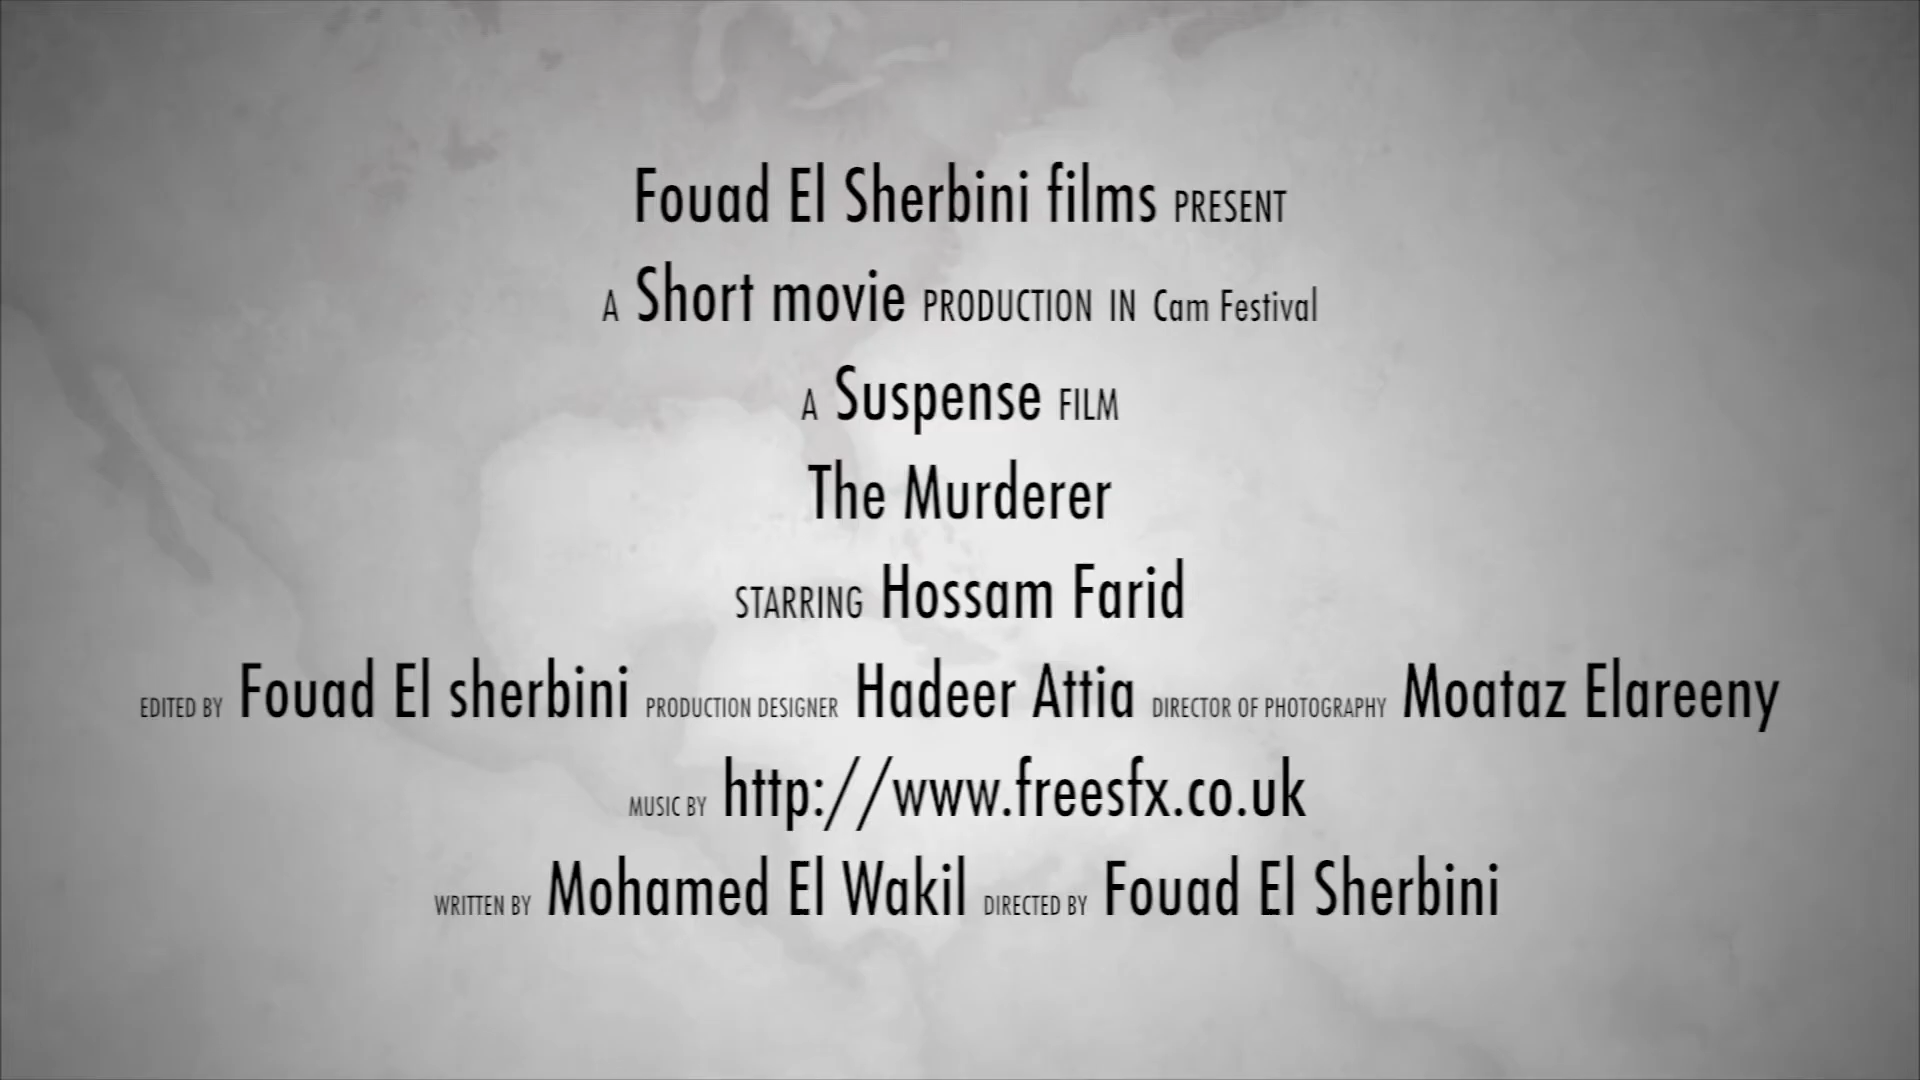 Fouad El Sherbini films PRESENT
A Short movie PRODUCTION IN Cam Festival
A Suspense FILM
The Murderer
STARRING Hossam Farid
EDITED BY Fouad El sherbini PRODUCTION DESIGNER Hadeer Attia DIRECTOR OF PHOTOGRAPHY Moataz Elareeny
MUSIC BY http://www.freesfx.co.uk
WRITTEN BY Mohamed El Wakil DIRECTED BY Fouad El Sherbini